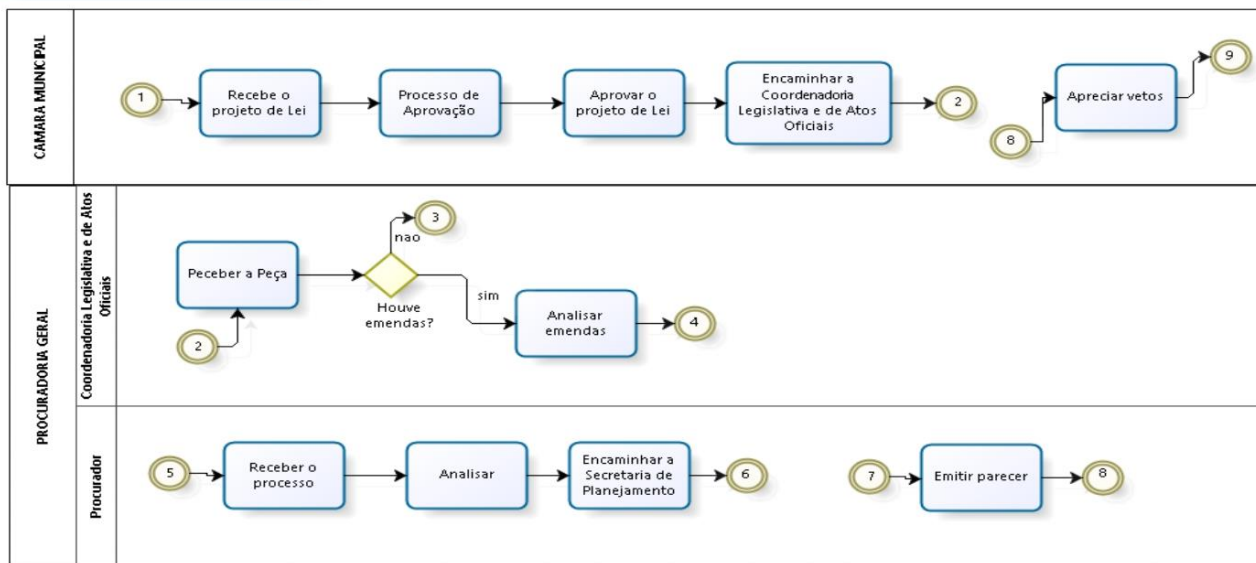 CAMARA MUNICIPAL
1
Recebe o
projeto de Lei
Processo de
Aprovação
Aprovar o
projeto de Lei
Encaminhar a
Coordenadoria
Legislativa e de Atos
Oficiais
2
8
Apreciar vetos
9
PROCURADORIA GERAL
Coordenadoria Legislativa e de Atos
Oficiais
Peceber a Peça
2
nao
3
Houve
emendas?
sim
Analisar
emendas
4
Procurador
5
Receber o
processo
Analisar
Encaminhar a
Secretaria de
Planejamento
6
7
Emitir parecer
8